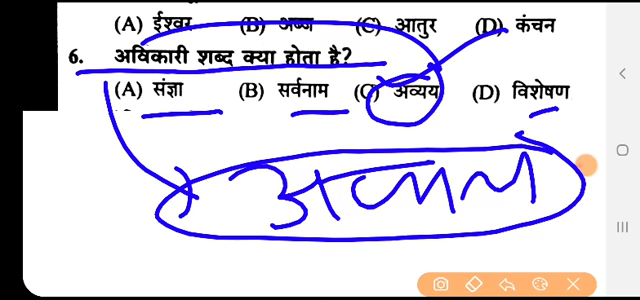 (A) ईश्वर (B) अब्ज (C) आतुर (D) कंचन
6. अविकारी शब्द क्या होता है?
(A) संज्ञा (B) सर्वनाम (C) अव्यय (D) विशेषण
अव्यय